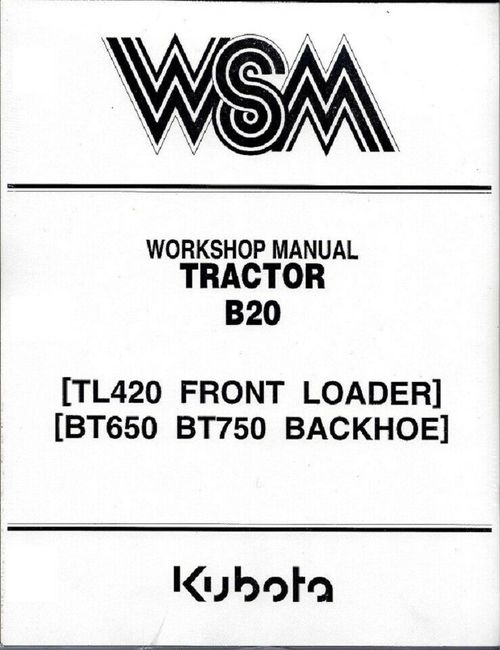 WSM
WORKSHOP MANUAL
TRACTOR
B20
[TL420 FRONT LOADER]
[BT650 BT750 BACKHOE]
Kubota